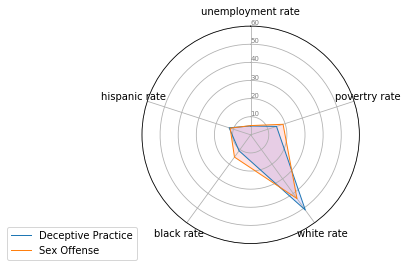 unemployment rate
60
50
40
30
20
10
hispanic rate
povertry rate
black rate
white rate
Deceptive Practice
Sex Offense